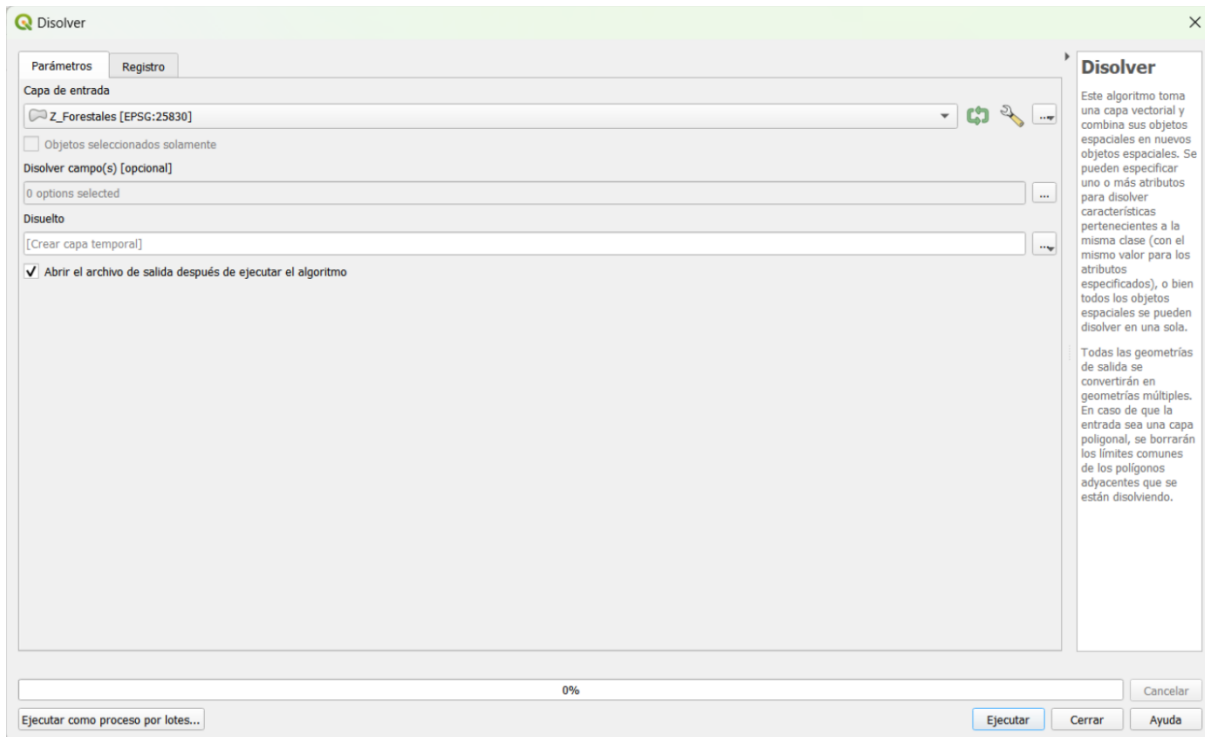 Disolver
Parámetros
Registro
Capa de entrada
Z_Forestales [EPSG:25830]
Objetos seleccionados solamente
Disolver campo(s) [opcional]
0 options selected
...
Disuelto
[Crear capa temporal]
Abrir el archivo de salida después de ejecutar el algoritmo
Disolver
Este algoritmo toma
una capa vectorial y
combina sus objetos
espaciales en nuevos
objetos espaciales. Se
pueden especificar
uno o más atributos
para disolver
características
pertenecientes a la
misma clase (con el
mismo valor para los
atributos
especificados), o bien
todos los objetos
espaciales se pueden
disolver en una sola.
Todas las geometrías
de salida se
convertirán en
geometrías múltiples.
En caso de que la
entrada sea una capa
poligonal, se borrarán
los límites comunes
de los polígonos
adyacentes que se
están disolviendo.
0%
Cancelar
Ejecutar como proceso por lotes...
Ejecutar
Cerrar
Ayuda